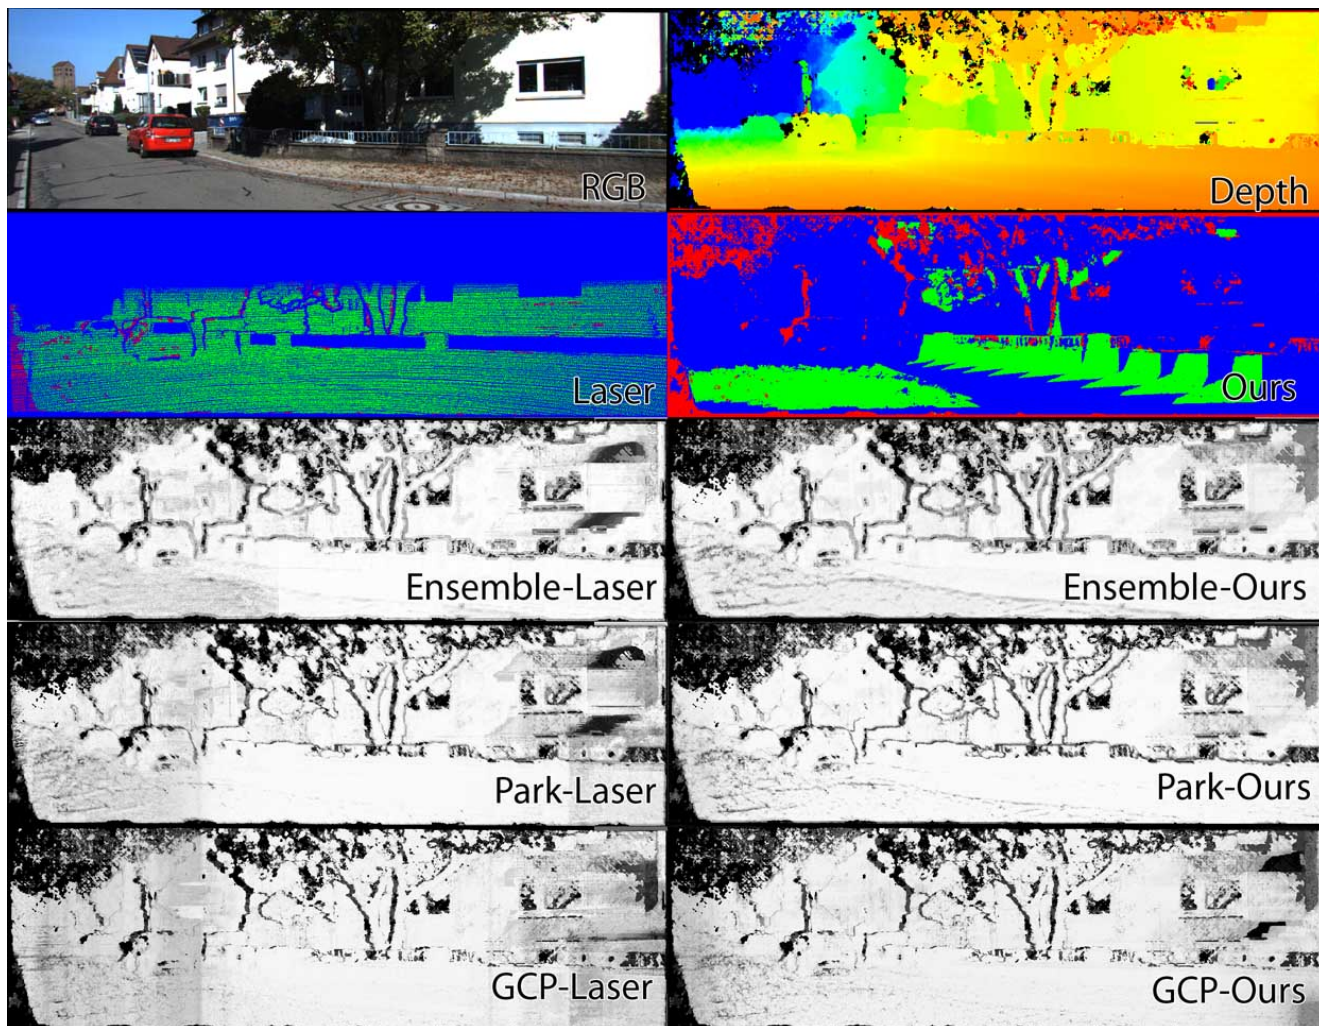 RGB
Depth
Laser
Ours
Ensemble-Laser
Ensemble-Ours
Park-Laser
Park-Ours
GCP-Laser
GCP-Ours